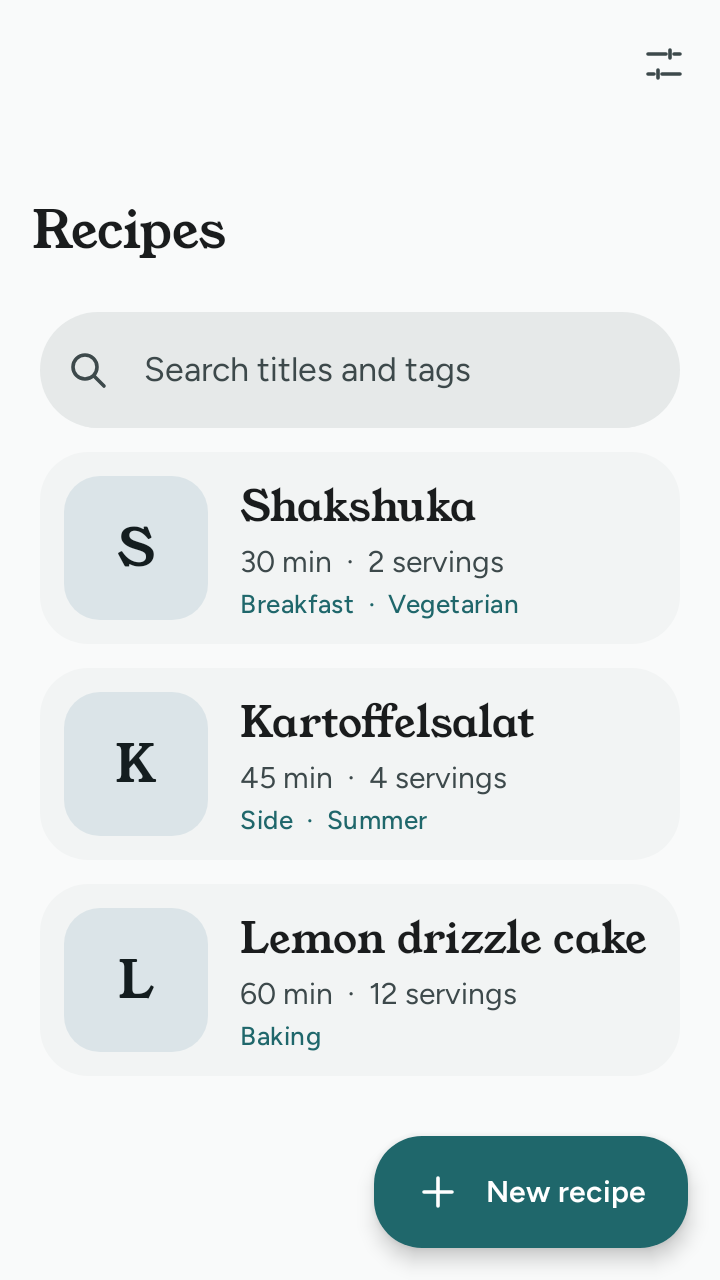 Recipes
Search titles and tags
S
Shakshuka
30 min · 2 servings
Breakfast · Vegetarian
K
Kartoffelsalat
45 min · 4 servings
Side · Summer
L
Lemon drizzle cake
60 min · 12 servings
Baking
New recipe